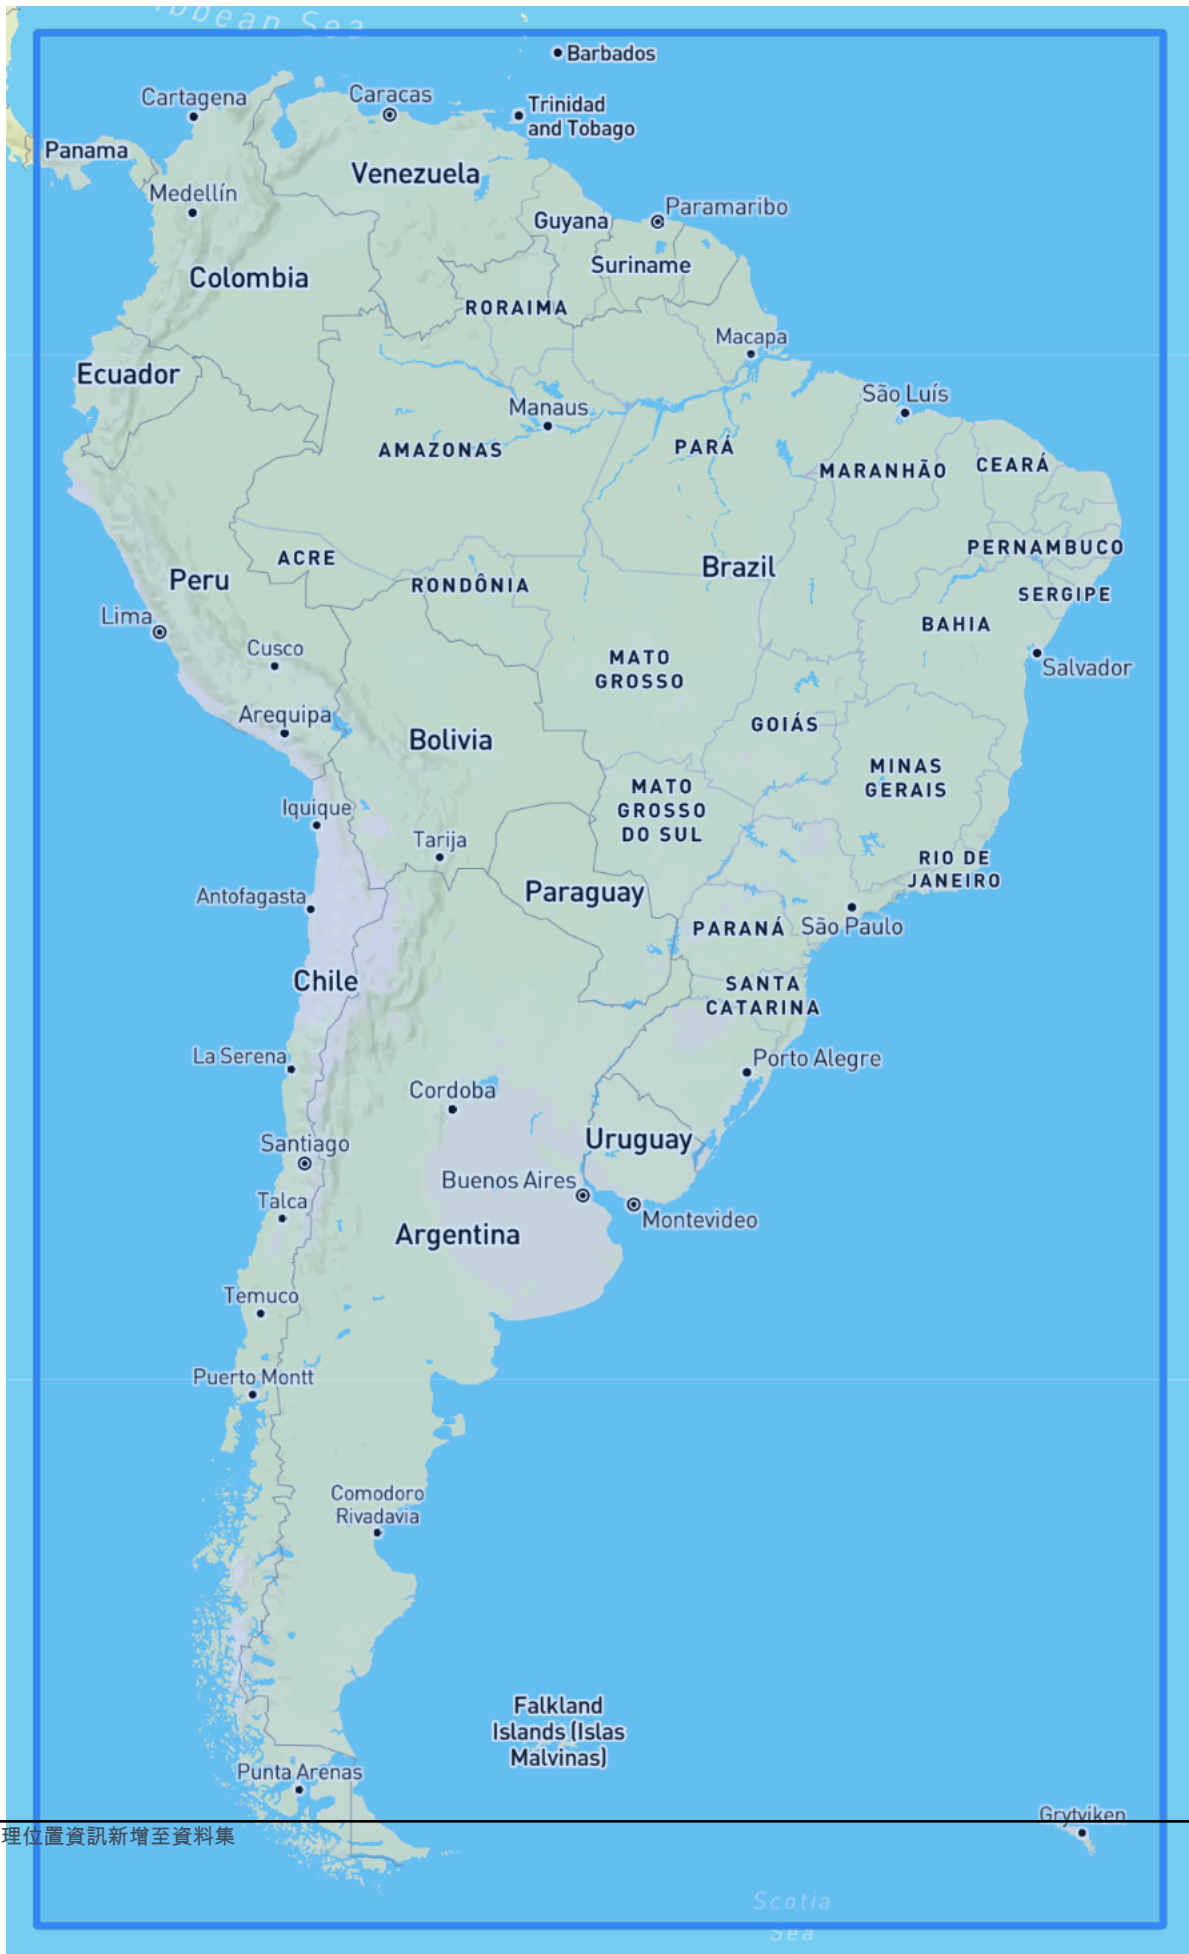 bbean Sea
Barbados
Cartagena
Caracas
Trinidad
and Tobago
Panama
Venezuela
Medellín
Guyana
Paramaribo
Suriname
Colombia
RORAIMA
Macapa
Ecuador
São Luís
Manaus
AMAZONAS
PARÁ
MARANHÃO
CEARÁ
PERNAMBUCO
ACRE
Brazil
Peru
RONDÔNIA
SERGIPE
Lima
BAHIA
Cusco
MATO
GROSSO
Salvador
Arequipa
GOIÁS
Bolivia
MINAS
GERAIS
MATO
GROSSO
DO SUL
Iquique
Tarija
RIO DE
JANEIRO
Antofagasta
Paraguay
PARANÁ
São Paulo
Chile
SANTA
CATARINA
La Serena
Porto Alegre
Cordoba
Santiago
Uruguay
Buenos Aires
Talca
Montevideo
Argentina
Temuco
Puerto Montt
Comodoro
Rivadavia
Falkland
Islands (Islas
Malvinas)
Punta Arenas
Grytviken
理位置資訊新增至資料集
Scotia
Sea